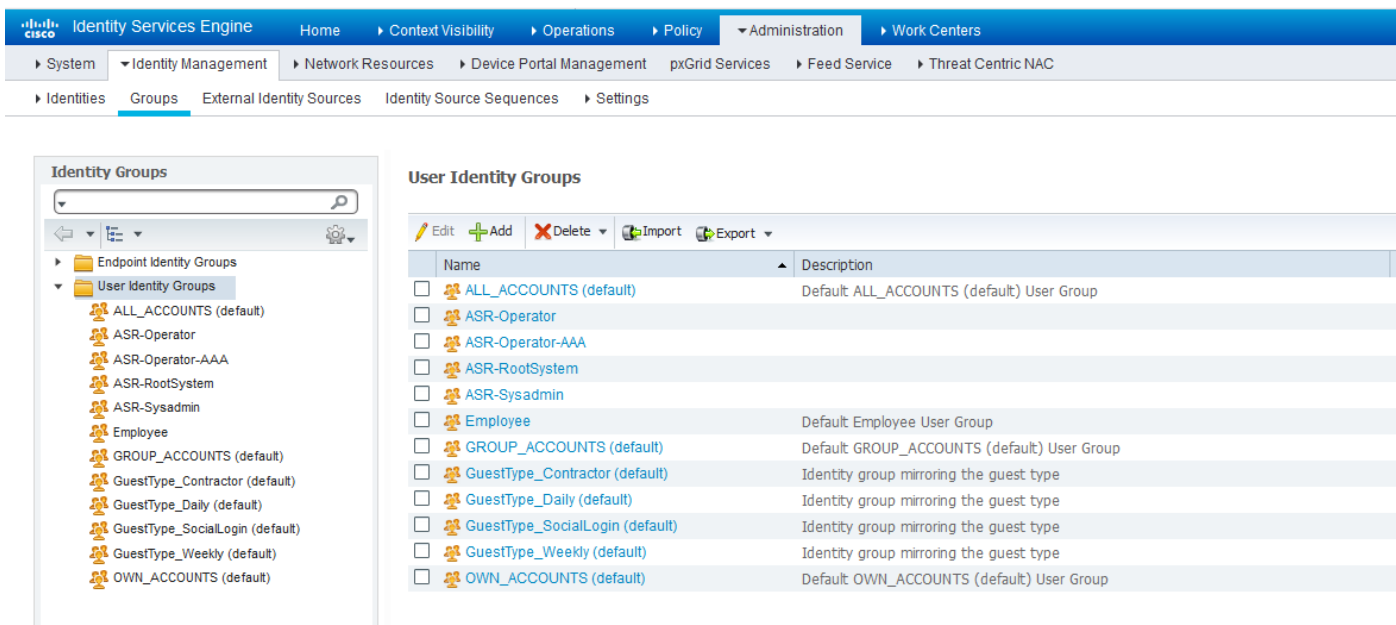 cisco Identity Services Engine Home Context Visibility Operations Policy Administration Work Centers
System Identity Management Network Resources Device Portal Management pxGrid Services Feed Service Threat Centric NAC
Identities Groups External Identity Sources Identity Source Sequences Settings
Identity Groups
Endpoint Identity Groups
User Identity Groups
ALL_ACCOUNTS (default)
ASR-Operator
ASR-Operator-AAA
ASR-RootSystem
ASR-Sysadmin
Employee
GROUP_ACCOUNTS (default)
GuestType_Contractor (default)
GuestType_Daily (default)
GuestType_SocialLogin (default)
GuestType_Weekly (default)
OWN_ACCOUNTS (default)
User Identity Groups
Edit Add Delete Import Export
Name Description
ALL_ACCOUNTS (default) Default ALL_ACCOUNTS (default) User Group
ASR-Operator
ASR-Operator-AAA
ASR-RootSystem
ASR-Sysadmin
Employee Default Employee User Group
GROUP_ACCOUNTS (default) Default GROUP_ACCOUNTS (default) User Group
GuestType_Contractor (default) Identity group mirroring the guest type
GuestType_Daily (default) Identity group mirroring the guest type
GuestType_SocialLogin (default) Identity group mirroring the guest type
GuestType_Weekly (default) Identity group mirroring the guest type
OWN_ACCOUNTS (default) Default OWN_ACCOUNTS (default) User Group